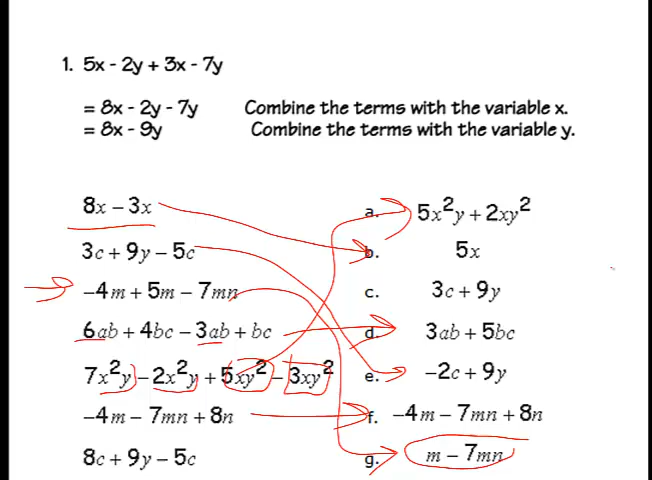 1. 5x - 2y + 3x - 7y
= 8x - 2y - 7y Combine the terms with the variable x.
= 8x - 9y Combine the terms with the variable y.
8x − 3x a. 5x²y + 2xy²
3c + 9y − 5c b. 5x
−4m + 5m − 7mn c. 3c + 9y
6ab + 4bc − 3ab + bc d. 3ab + 5bc
7x²y − 2x²y + 5xy² − 3xy² e. −2c + 9y
−4m − 7mn + 8n f. −4m − 7mn + 8n
8c + 9y − 5c g. m − 7mn